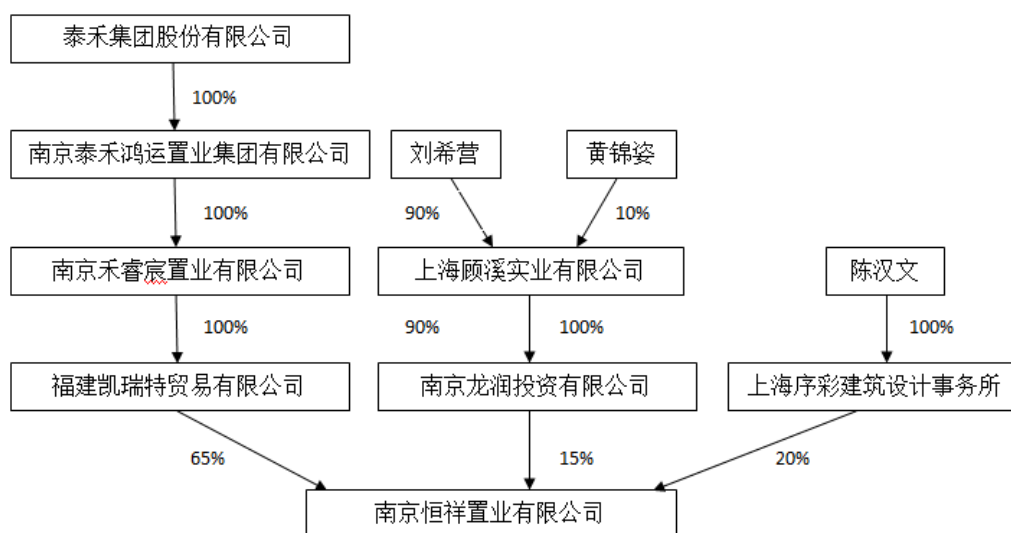 泰禾集团股份有限公司
100%
南京泰禾鸿运置业集团有限公司
刘希营
黄锦姿
100%
90%
10%
南京禾睿宸置业有限公司
上海顾溪实业有限公司
陈汉文
100%
90%
100%
100%
福建凯瑞特贸易有限公司
南京龙润投资有限公司
上海序彩建筑设计事务所
65%
15%
20%
南京恒祥置业有限公司